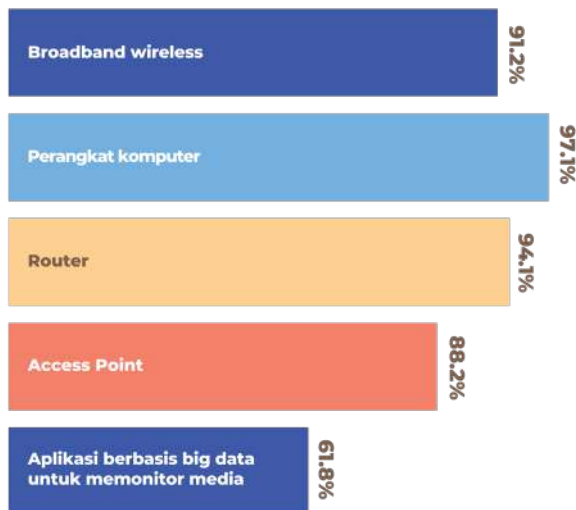 Broadband wireless
91.2%
Perangkat komputer
97.1%
Router
94.1%
Access Point
88.2%
Aplikasi berbasis big data
untuk memonitor media
61.8%